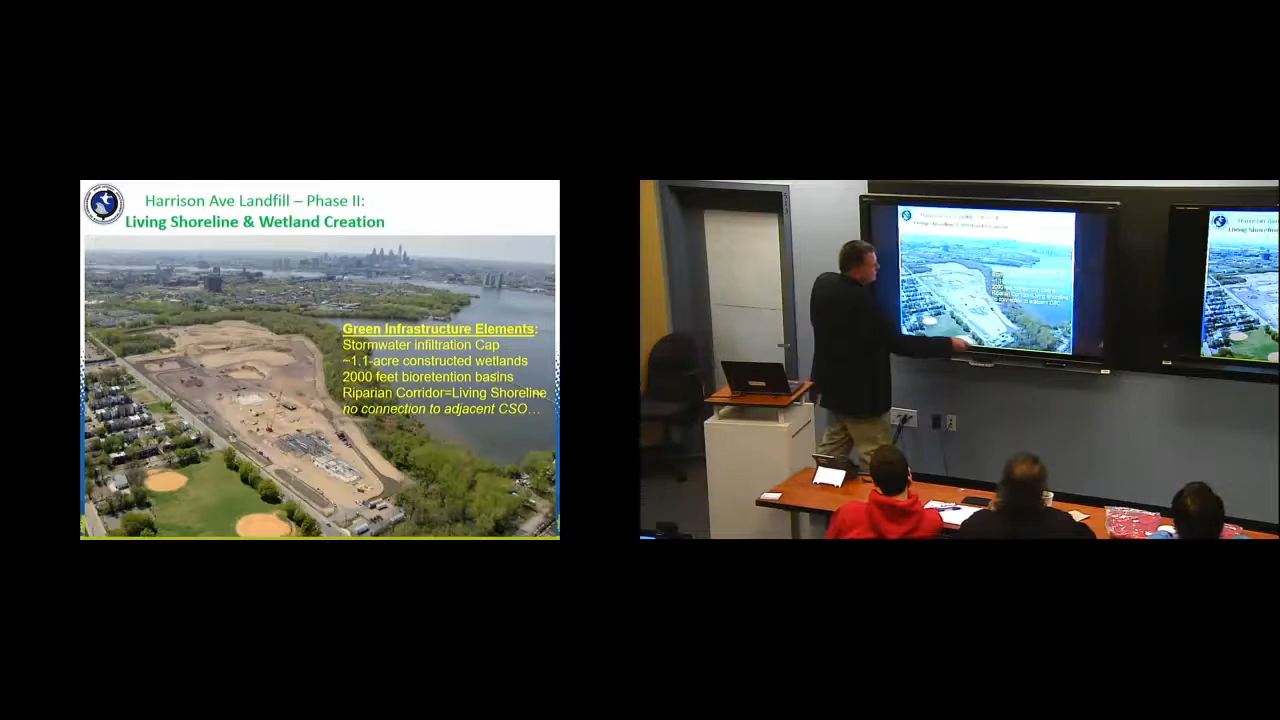 Harrison Ave Landfill – Phase II:
Living Shoreline & Wetland Creation
Green Infrastructure Elements:
Stormwater infiltration Cap
~1.1-acre constructed wetlands
2000 feet bioretention basins
Riparian Corridor=Living Shoreline
no connection to adjacent CSO…